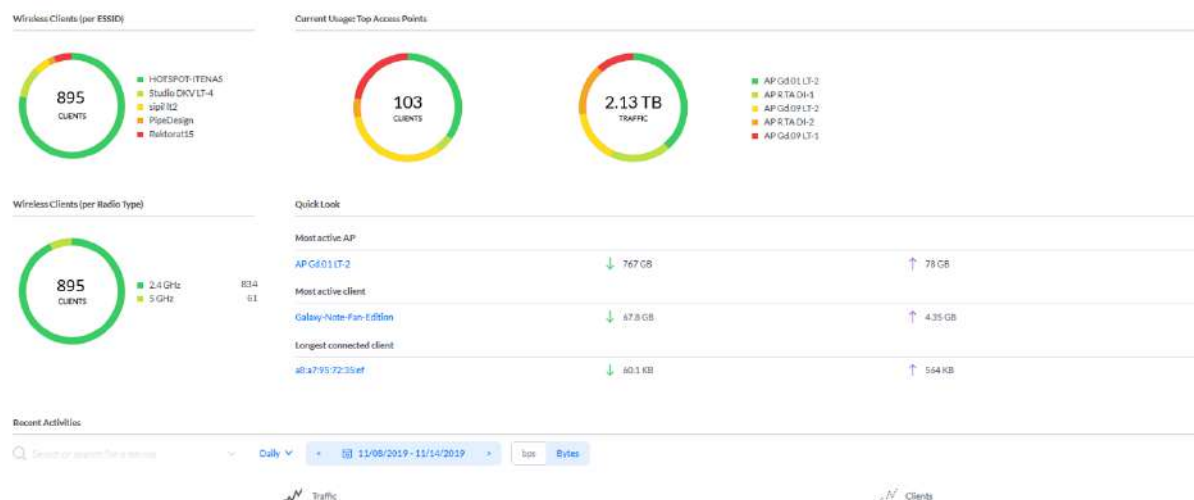 Wireless Clients (per ESSID)
895
CLIENTS
HOTSPOT-ITENAS
Studio DKV LT-4
sipil lt2
PipeDesign
Rektorat15
Current Usage: Top Access Points
103
CLIENTS
2.13 TB
TRAFFIC
AP Gd.01 LT-2
AP RTA DI-1
AP Gd.09 LT-2
AP RTA DI-2
AP Gd.09 LT-1
Wireless Clients (per Radio Type)
895
CLIENTS
2.4 GHz 834
5 GHz 61
Quick Look
Most active AP
AP Gd.01 LT-2 767 GB 78 GB
Most active client
Galaxy-Note-Fan-Edition 67.8 GB 4.35 GB
Longest connected client
a0:a7:95:72:35:ef 60.1 KB 564 KB
Recent Activities
Daily 11/08/2019 - 11/14/2019 bps Bytes
Traffic Clients